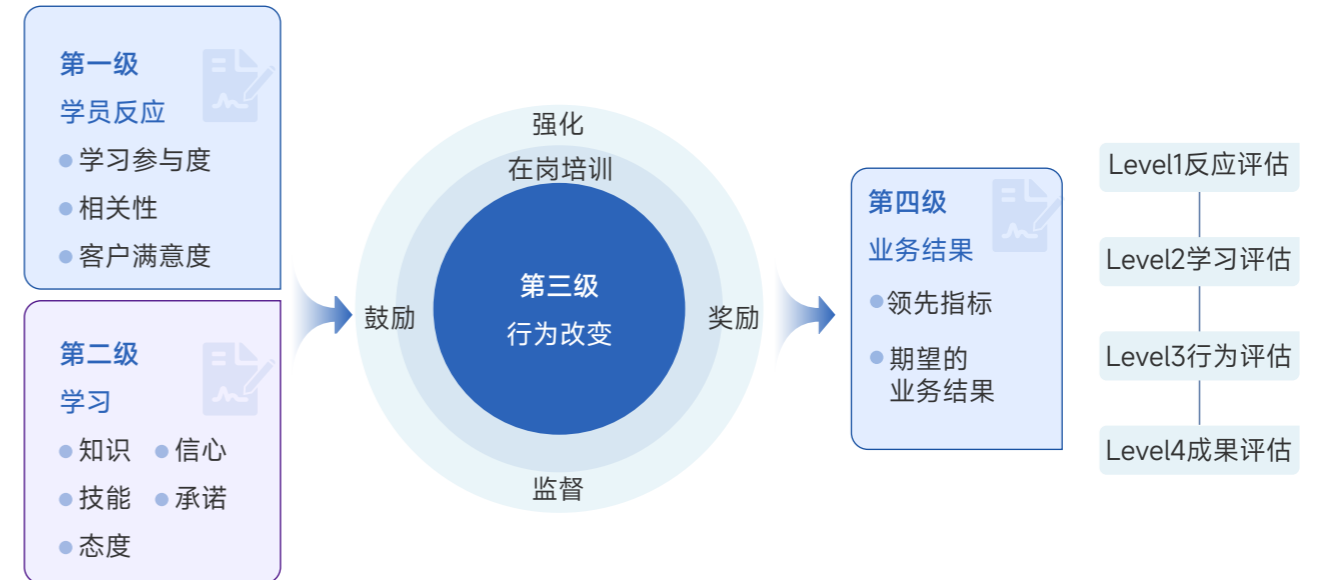 第一级
学员反应
学习参与度
相关性
客户满意度
第二级
学习
知识 信心
技能 承诺
态度
强化
在岗培训
第三级
行为改变
鼓励
奖励
监督
第四级
业务结果
领先指标
期望的
业务结果
Level1反应评估
Level2学习评估
Level3行为评估
Level4成果评估